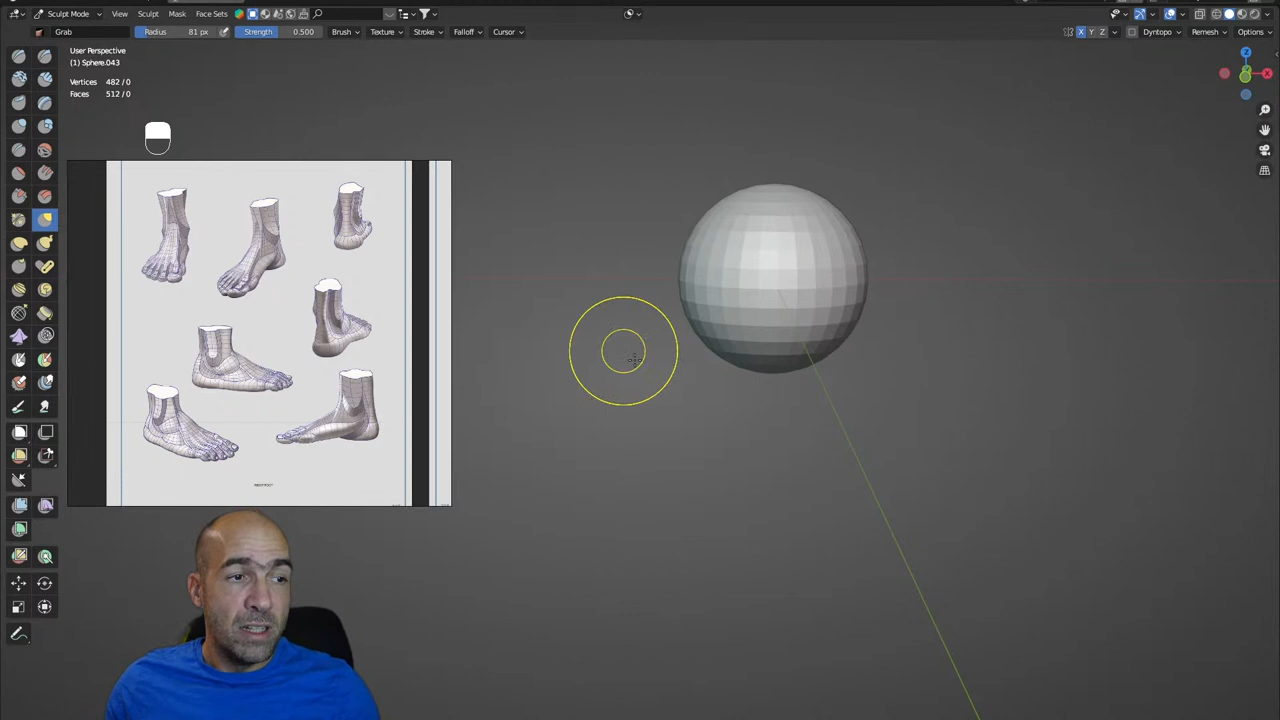 Sculpt Mode View Sculpt Mask Face Sets
Grab Radius 81 px Strength 0.500 Brush Texture Stroke Falloff Cursor X Y Z Dyntopo Remesh Options
User Perspective
(1) Sphere.043
Vertices 482/0
Faces 512/0
Z
X